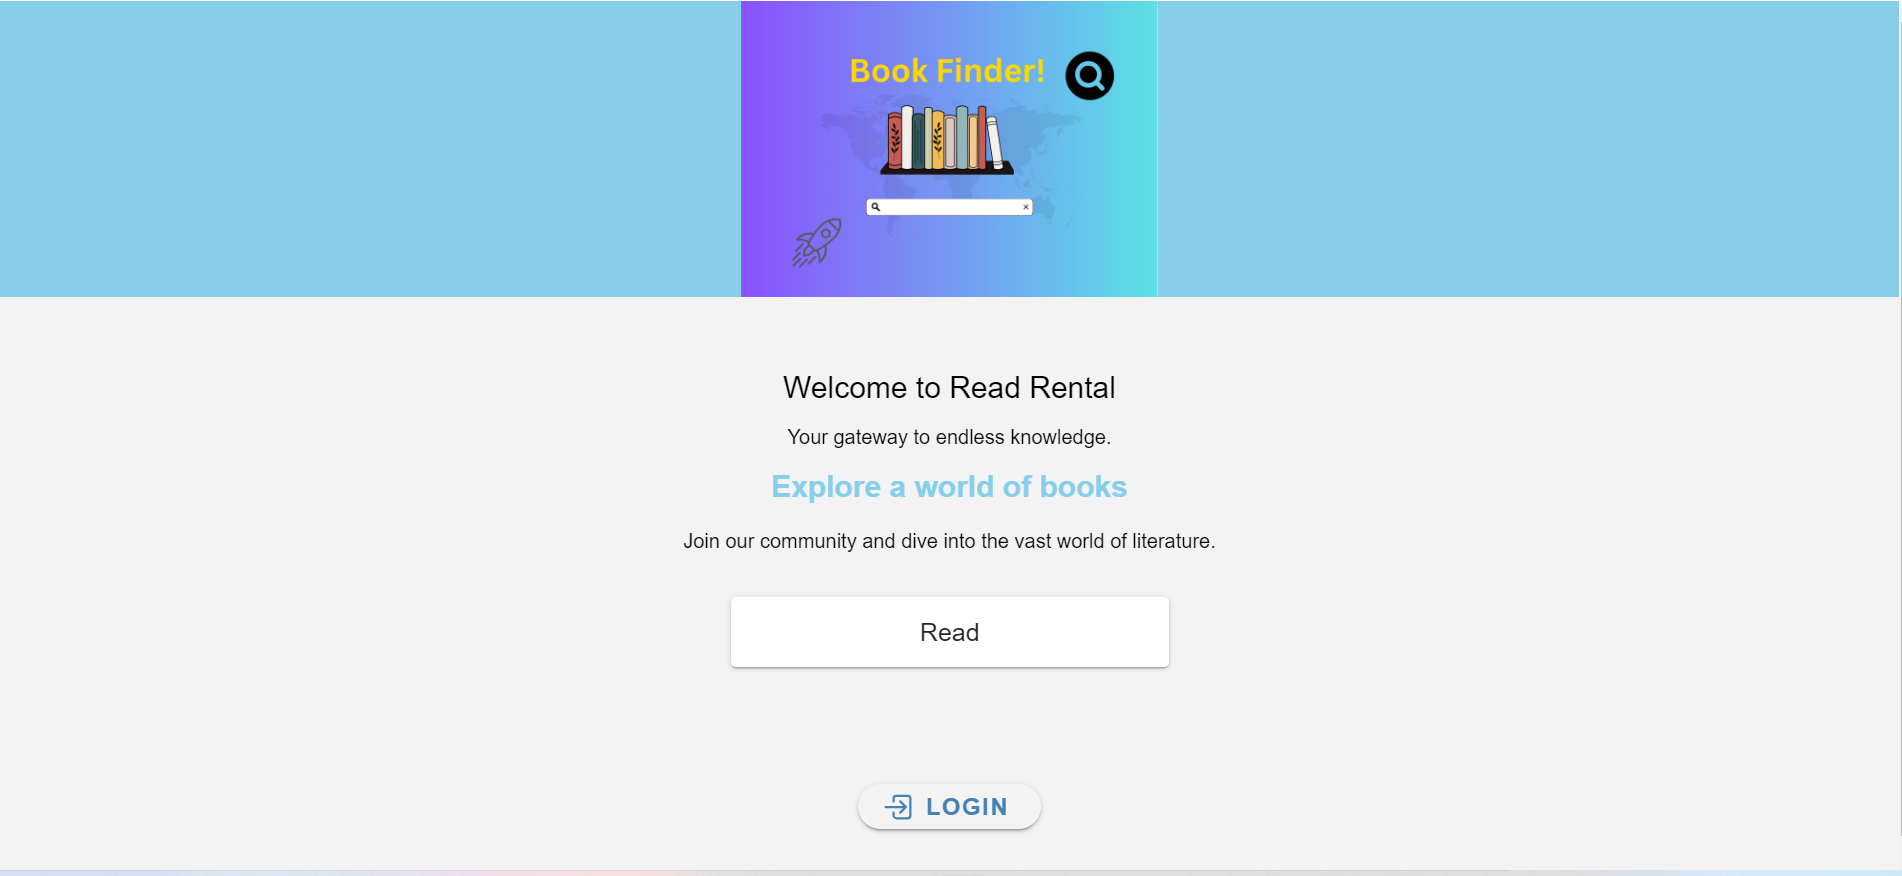 Book Finder!
Welcome to Read Rental
Your gateway to endless knowledge.
Explore a world of books
Join our community and dive into the vast world of literature.
Read
LOGIN